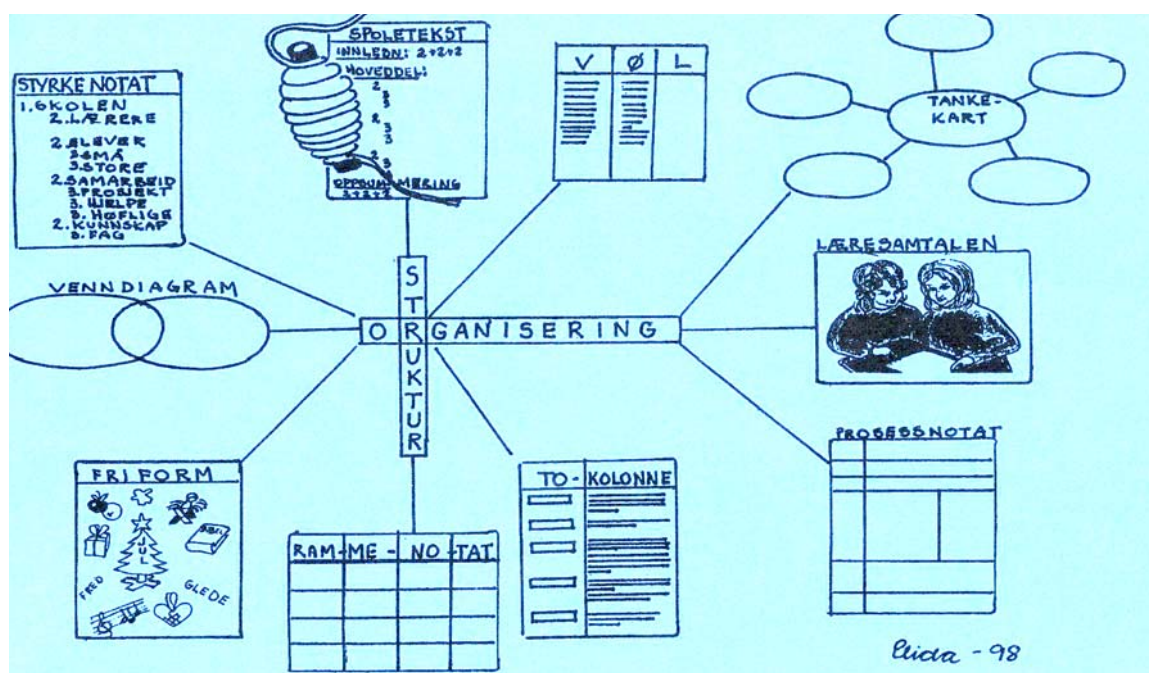 STYRKENOTAT
1.SKOLEN
2.LÆRERE
2.ELEVER
3.SMÅ
3.STORE
2.SAMARBEID
3.PROSJEKT
3.HJELPE
3.HØFLIGE
2.KUNNSKAP
3.FAG
SPOLETEKST
INNLEDN: 2+2+2
HOVEDDEL:
2
3
3
2
3
3
2
3
OPPSUMMERING
2+2+2
V Ø L
TANKE-
KART
LÆRESAMTALEN
VENNDIAGRAM
STRUKTUR
ORGANISERING
PROSESSNOTAT
FRI FORM
JUL
FRED
GLEDE
RAM-ME-NO-TAT
TO-KOLONNE
Elida - 98